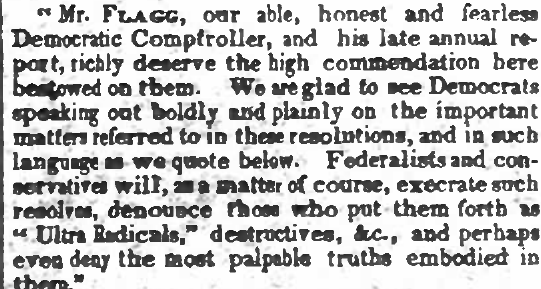 “ Mr. FLAGG, our able, honest and fearless
Democratic Comptroller, and his late annual re-
port, richly deserve the high commendation here
bestowed on them. We are glad to see Democrats
speaking out boldly and plainly on the important
matters referred to in these resolutions, and in such
language as we quote below. Federalists and con-
servatives will, as a matter of course, execrate such
resolves, denounce those who put them forth as
“ Ultra Radicals,” destructives, &c., and perhaps
even deny the most palpable truths embodied in
them.”